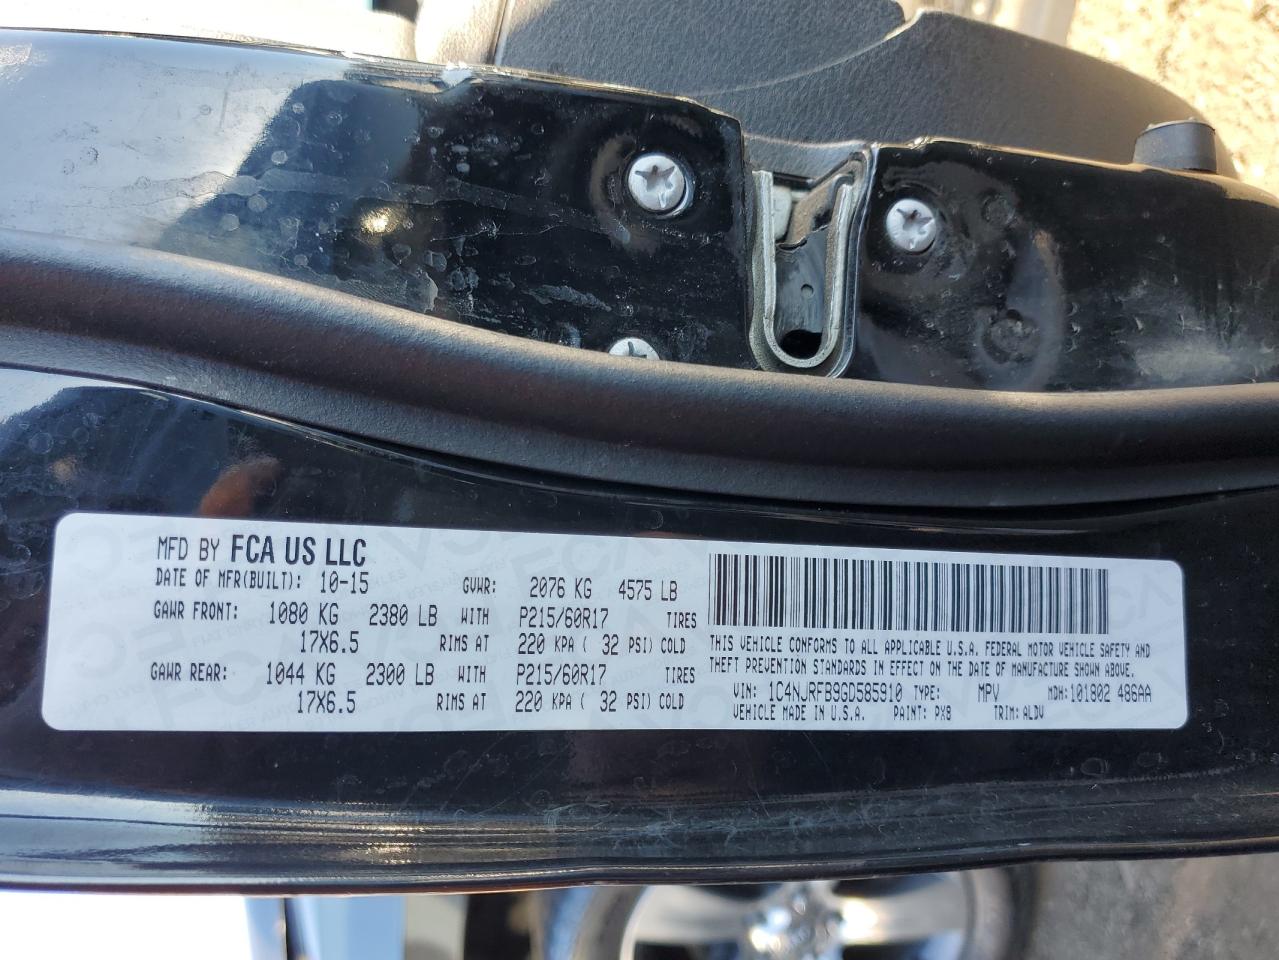 MFD BY FCA US LLC
DATE OF MFR(BUILT): 10-15 GVWR: 2076 KG 4575 LB
GAWR FRONT: 1080 KG 2380 LB WITH P215/60R17 TIRES
17X6.5 RIMS AT 220 KPA ( 32 PSI) COLD
GAWR REAR: 1044 KG 2300 LB WITH P215/60R17 TIRES
17X6.5 RIMS AT 220 KPA ( 32 PSI) COLD
THIS VEHICLE CONFORMS TO ALL APPLICABLE U.S.A. FEDERAL MOTOR VEHICLE SAFETY AND
THEFT PREVENTION STANDARDS IN EFFECT ON THE DATE OF MANUFACTURE SHOWN ABOVE.
VIN: 1C4NJRFB9GD585910 TYPE: MPV MDH:101802 486AA
VEHICLE MADE IN U.S.A. PAINT: PX8 TRIM: ALDV